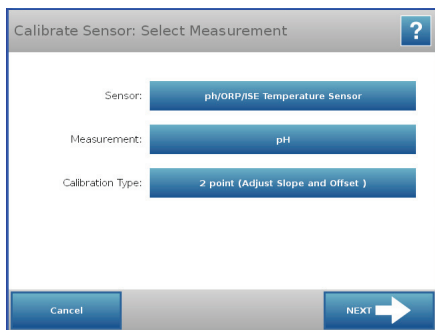 Calibrate Sensor: Select Measurement ?
Sensor: ph/ORP/ISE Temperature Sensor
Measurement: pH
Calibration Type: 2 point (Adjust Slope and Offset )
Cancel NEXT